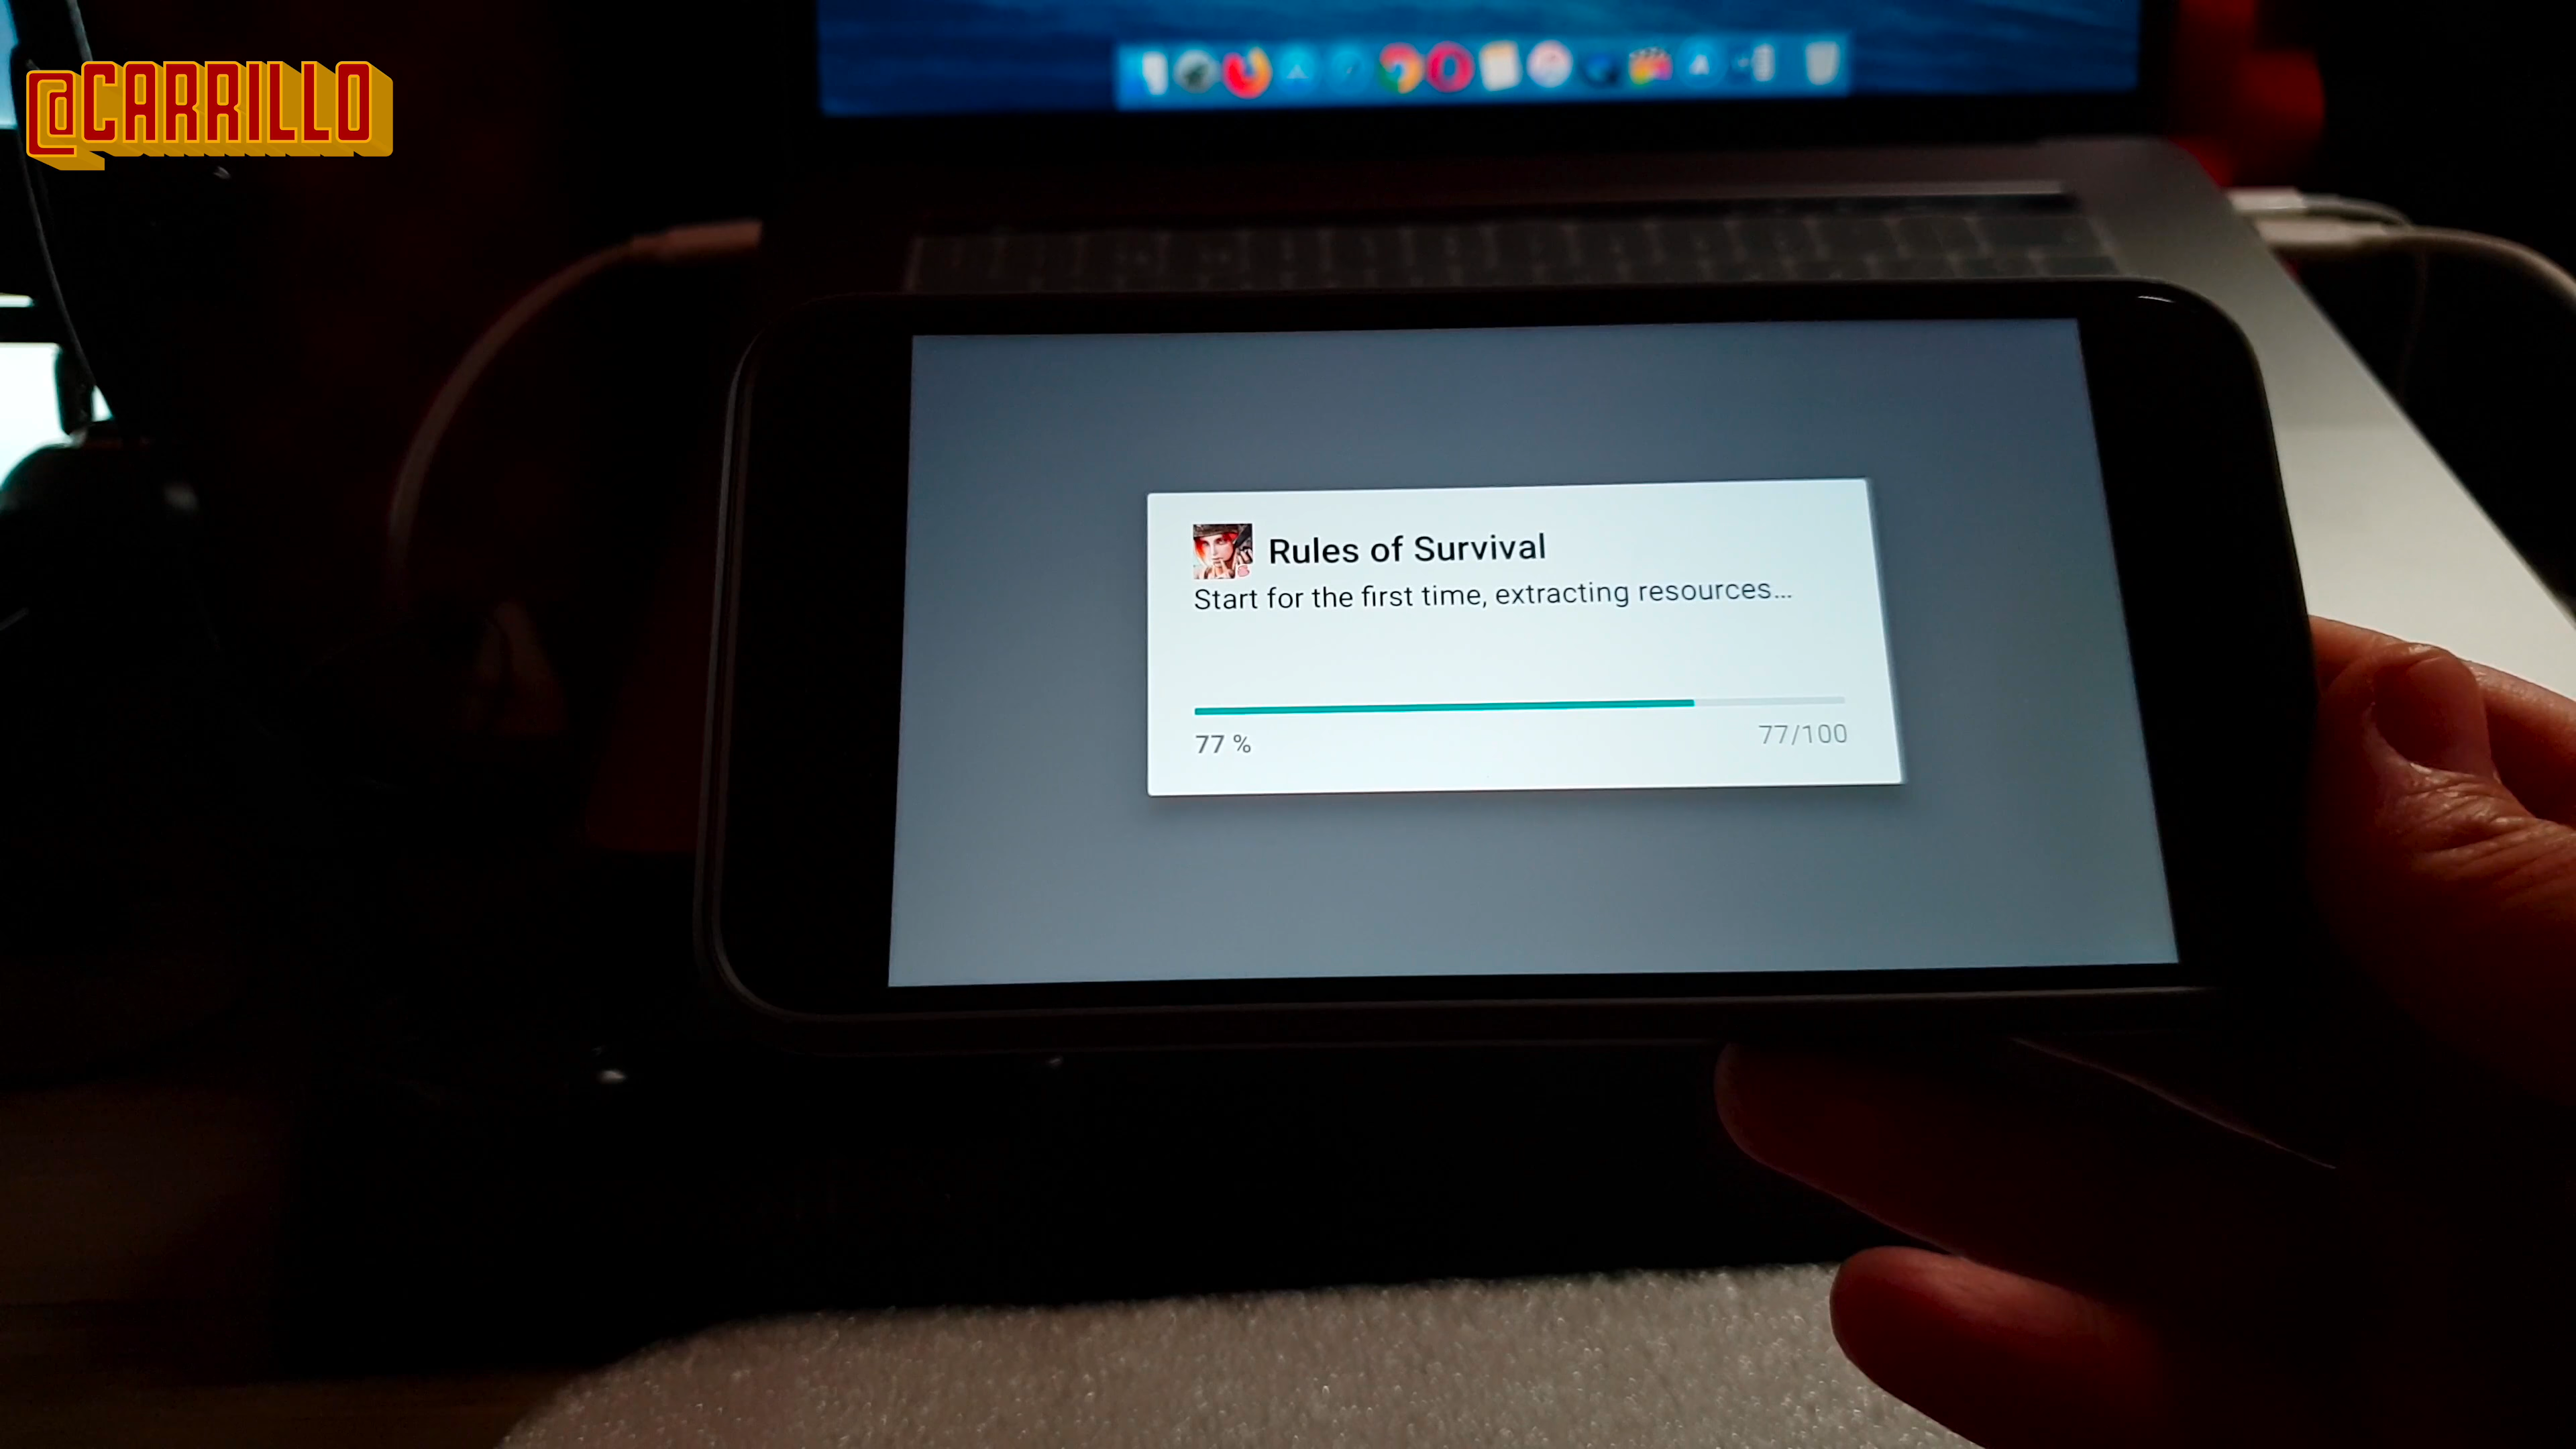 @CARRILLO
Rules of Survival
Start for the first time, extracting resources...
77 %
77/100